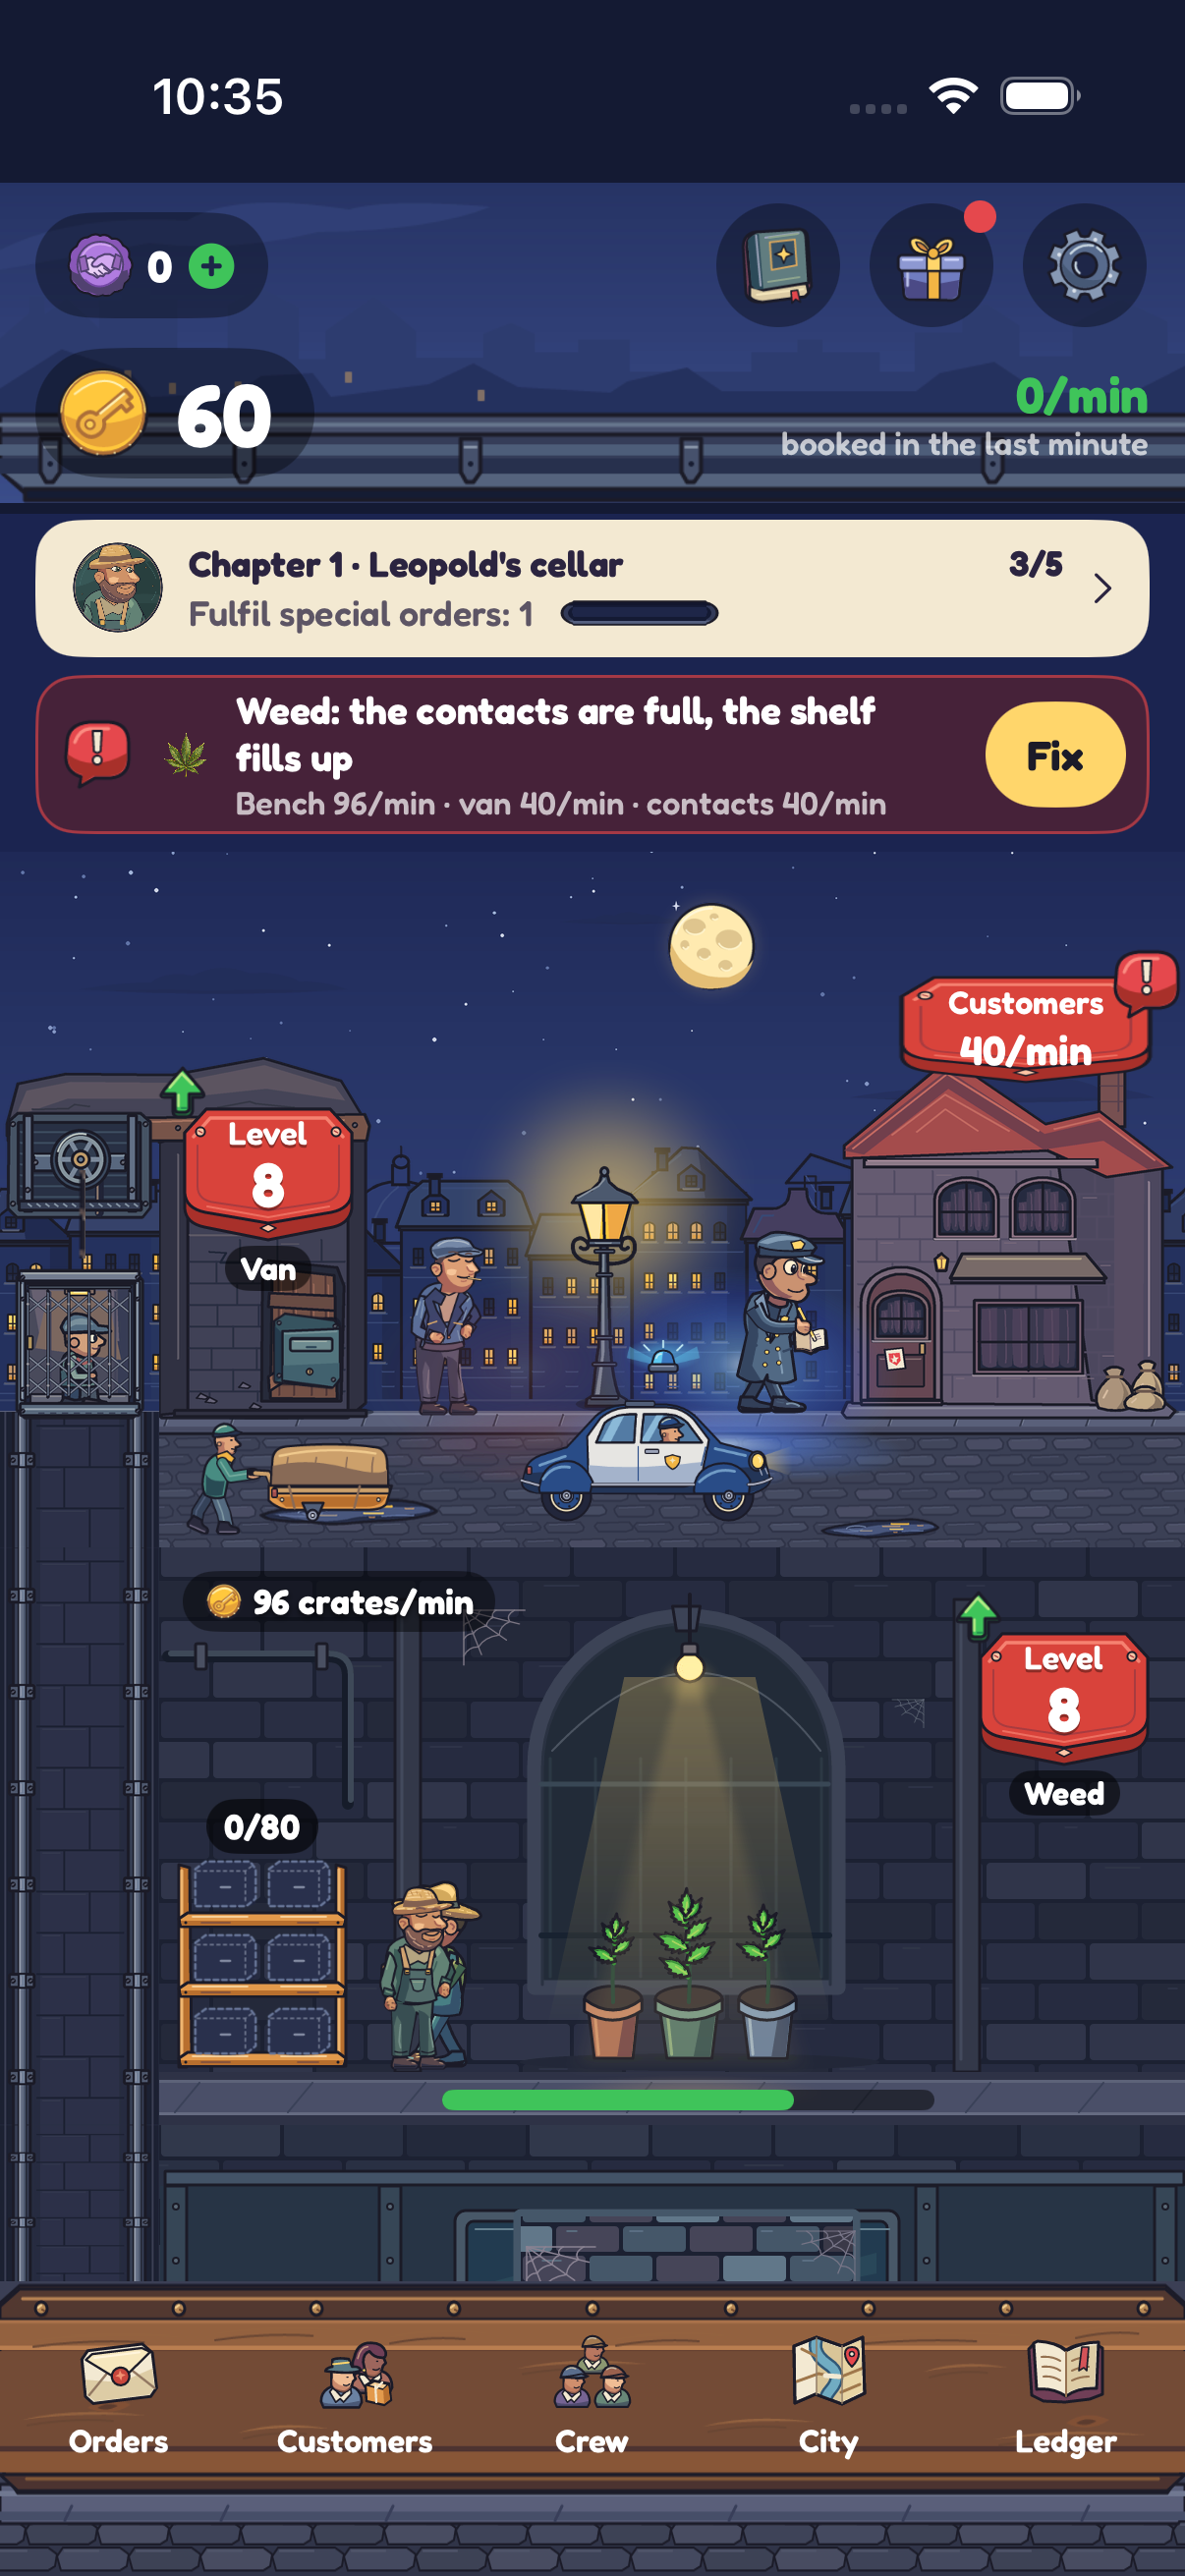 10:35
0
60
0/min
booked in the last minute
Chapter 1 · Leopold's cellar
3/5
Fulfil special orders: 1
Weed: the contacts are full, the shelf
fills up
Bench 96/min · van 40/min · contacts 40/min
Fix
Customers
40/min
Level
8
Van
96 crates/min
Level
8
Weed
0/80
Orders
Customers
Crew
City
Ledger